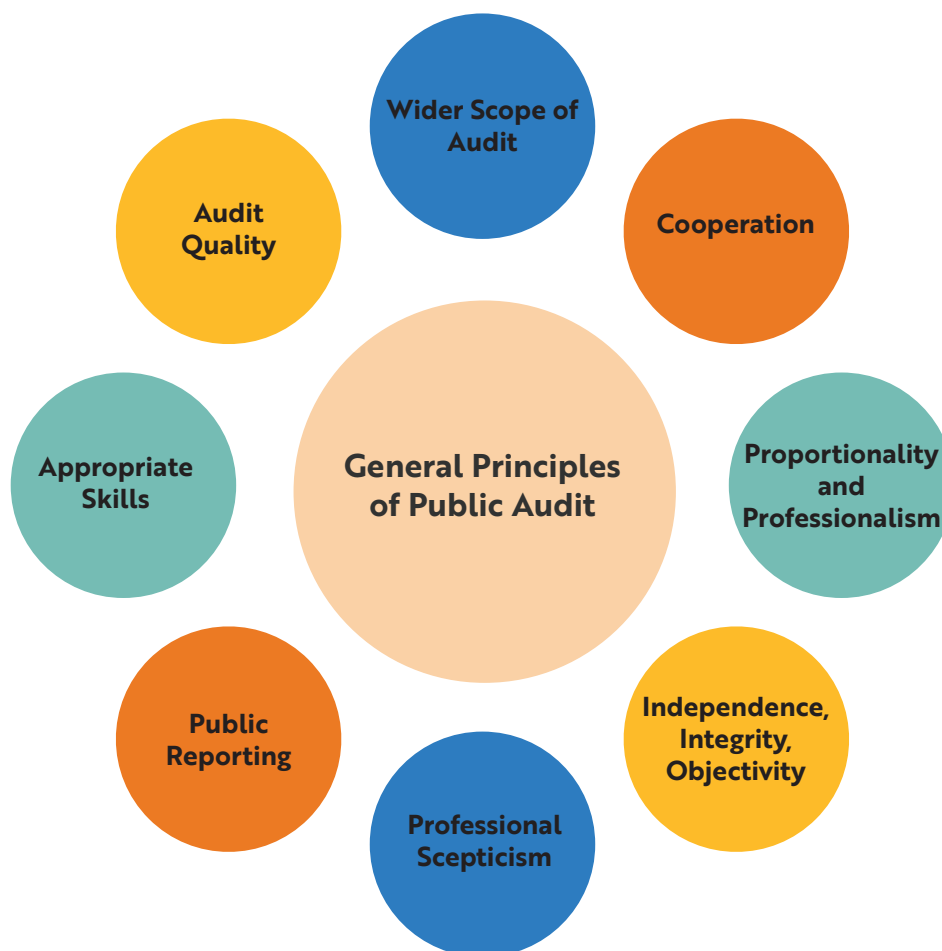 Wider Scope of
Audit
Cooperation
Proportionality
and
Professionalism
Independence,
Integrity,
Objectivity
Professional
Scepticism
Public
Reporting
Appropriate
Skills
Audit
Quality
General Principles
of Public Audit